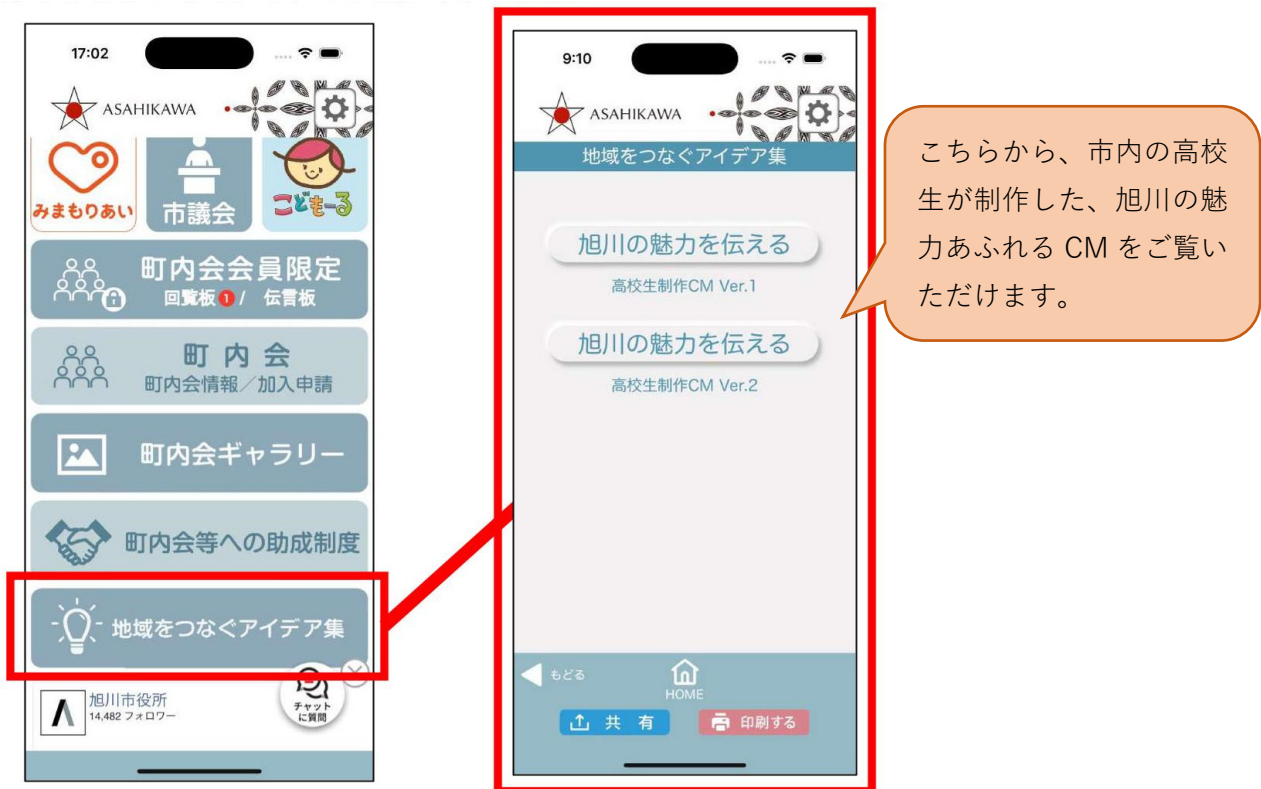 17:02
ASAHIKAWA
みまもりあい
市議会
こども-る
町内会会員限定
回覧板1/ 伝言板
町内会
町内会情報／加入申請
町内会ギャラリー
町内会等への助成制度
地域をつなぐアイデア集
旭川市役所
14,482 フォロワー
チャット
に質問
9:10
ASAHIKAWA
地域をつなぐアイデア集
旭川の魅力を伝える
高校生制作CM Ver.1
旭川の魅力を伝える
高校生制作CM Ver.2
もどる
HOME
共 有
印刷する
こちらから、市内の高校
生が制作した、旭川の魅
力あふれる CM をご覧い
ただけます。